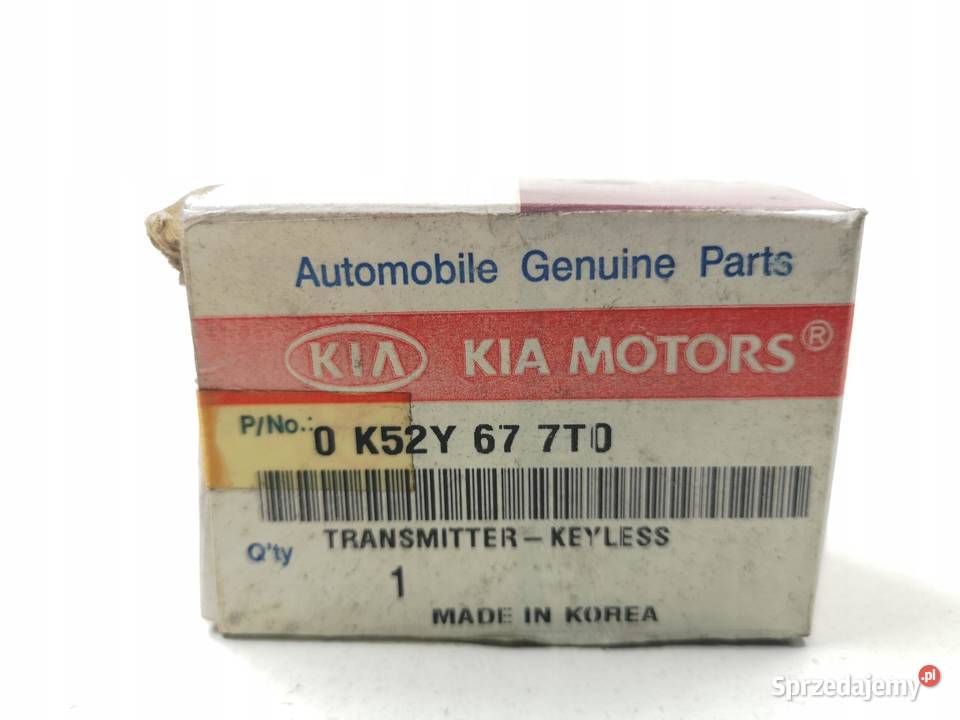 Automobile Genuine Parts
KIA KIA MOTORS®
P/No.: 0 K52Y 67 7T0
TRANSMITTER-KEYLESS
Q'ty 1
MADE IN KOREA
Sprzedajemy.pl